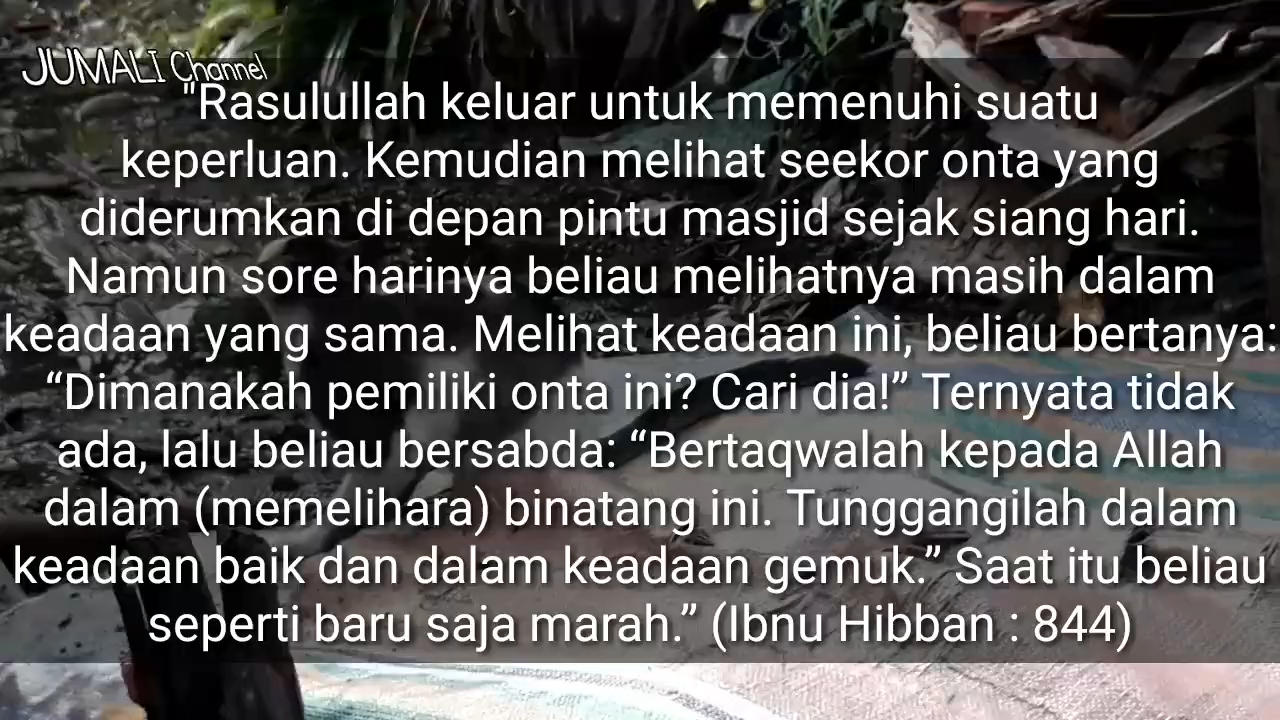 JUMALI Channel
"Rasulullah keluar untuk memenuhi suatu
keperluan. Kemudian melihat seekor onta yang
diderumkan di depan pintu masjid sejak siang hari.
Namun sore harinya beliau melihatnya masih dalam
keadaan yang sama. Melihat keadaan ini, beliau bertanya:
“Dimanakah pemiliki onta ini? Cari dia!” Ternyata tidak
ada, lalu beliau bersabda: “Bertaqwalah kepada Allah
dalam (memelihara) binatang ini. Tunggangilah dalam
keadaan baik dan dalam keadaan gemuk.” Saat itu beliau
seperti baru saja marah.” (Ibnu Hibban : 844)